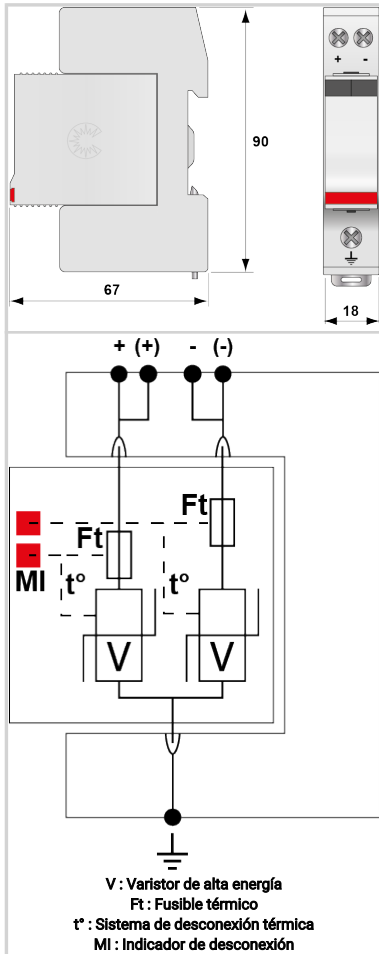 + -
90
67
18
+ (+) - (-)
Ft
Ft
MI
t° t°
V V
V : Varistor de alta energía
Ft : Fusible térmico
t° : Sistema de desconexión térmica
MI : Indicador de desconexión